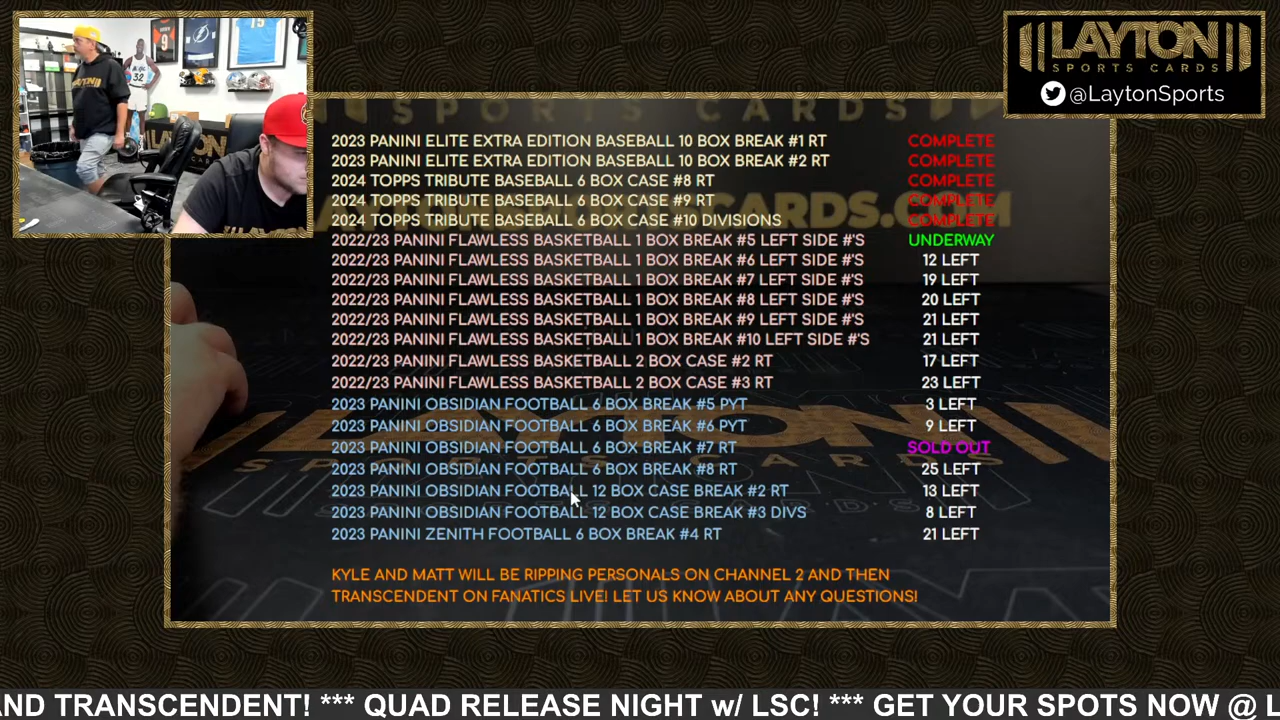 LAYTON
SPORTS CARDS
@LaytonSports
SPORTS CARDS
2023 PANINI ELITE EXTRA EDITION BASEBALL 10 BOX BREAK #1 RT COMPLETE
2023 PANINI ELITE EXTRA EDITION BASEBALL 10 BOX BREAK #2 RT COMPLETE
2024 TOPPS TRIBUTE BASEBALL 6 BOX CASE #8 RT COMPLETE
2024 TOPPS TRIBUTE BASEBALL 6 BOX CASE #9 RT COMPLETE
2024 TOPPS TRIBUTE BASEBALL 6 BOX CASE #10 DIVISIONS COMPLETE
2022/23 PANINI FLAWLESS BASKETBALL 1 BOX BREAK #5 LEFT SIDE #'S UNDERWAY
2022/23 PANINI FLAWLESS BASKETBALL 1 BOX BREAK #6 LEFT SIDE #'S 12 LEFT
2022/23 PANINI FLAWLESS BASKETBALL 1 BOX BREAK #7 LEFT SIDE #'S 19 LEFT
2022/23 PANINI FLAWLESS BASKETBALL 1 BOX BREAK #8 LEFT SIDE #'S 20 LEFT
2022/23 PANINI FLAWLESS BASKETBALL 1 BOX BREAK #9 LEFT SIDE #'S 21 LEFT
2022/23 PANINI FLAWLESS BASKETBALL 1 BOX BREAK #10 LEFT SIDE #'S 21 LEFT
2022/23 PANINI FLAWLESS BASKETBALL 2 BOX CASE #2 RT 17 LEFT
2022/23 PANINI FLAWLESS BASKETBALL 2 BOX CASE #3 RT 23 LEFT
2023 PANINI OBSIDIAN FOOTBALL 6 BOX BREAK #5 PYT 3 LEFT
2023 PANINI OBSIDIAN FOOTBALL 6 BOX BREAK #6 PYT 9 LEFT
2023 PANINI OBSIDIAN FOOTBALL 6 BOX BREAK #7 RT SOLD OUT
2023 PANINI OBSIDIAN FOOTBALL 6 BOX BREAK #8 RT 25 LEFT
2023 PANINI OBSIDIAN FOOTBALL 12 BOX CASE BREAK #2 RT 13 LEFT
2023 PANINI OBSIDIAN FOOTBALL 12 BOX CASE BREAK #3 DIVS 8 LEFT
2023 PANINI ZENITH FOOTBALL 6 BOX BREAK #4 RT 21 LEFT
KYLE AND MATT WILL BE RIPPING PERSONALS ON CHANNEL 2 AND THEN
TRANSCENDENT ON FANATICS LIVE! LET US KNOW ABOUT ANY QUESTIONS!
ND TRANSCENDENT! *** QUAD RELEASE NIGHT w/ LSC! *** GET YOUR SPOTS NOW @ L